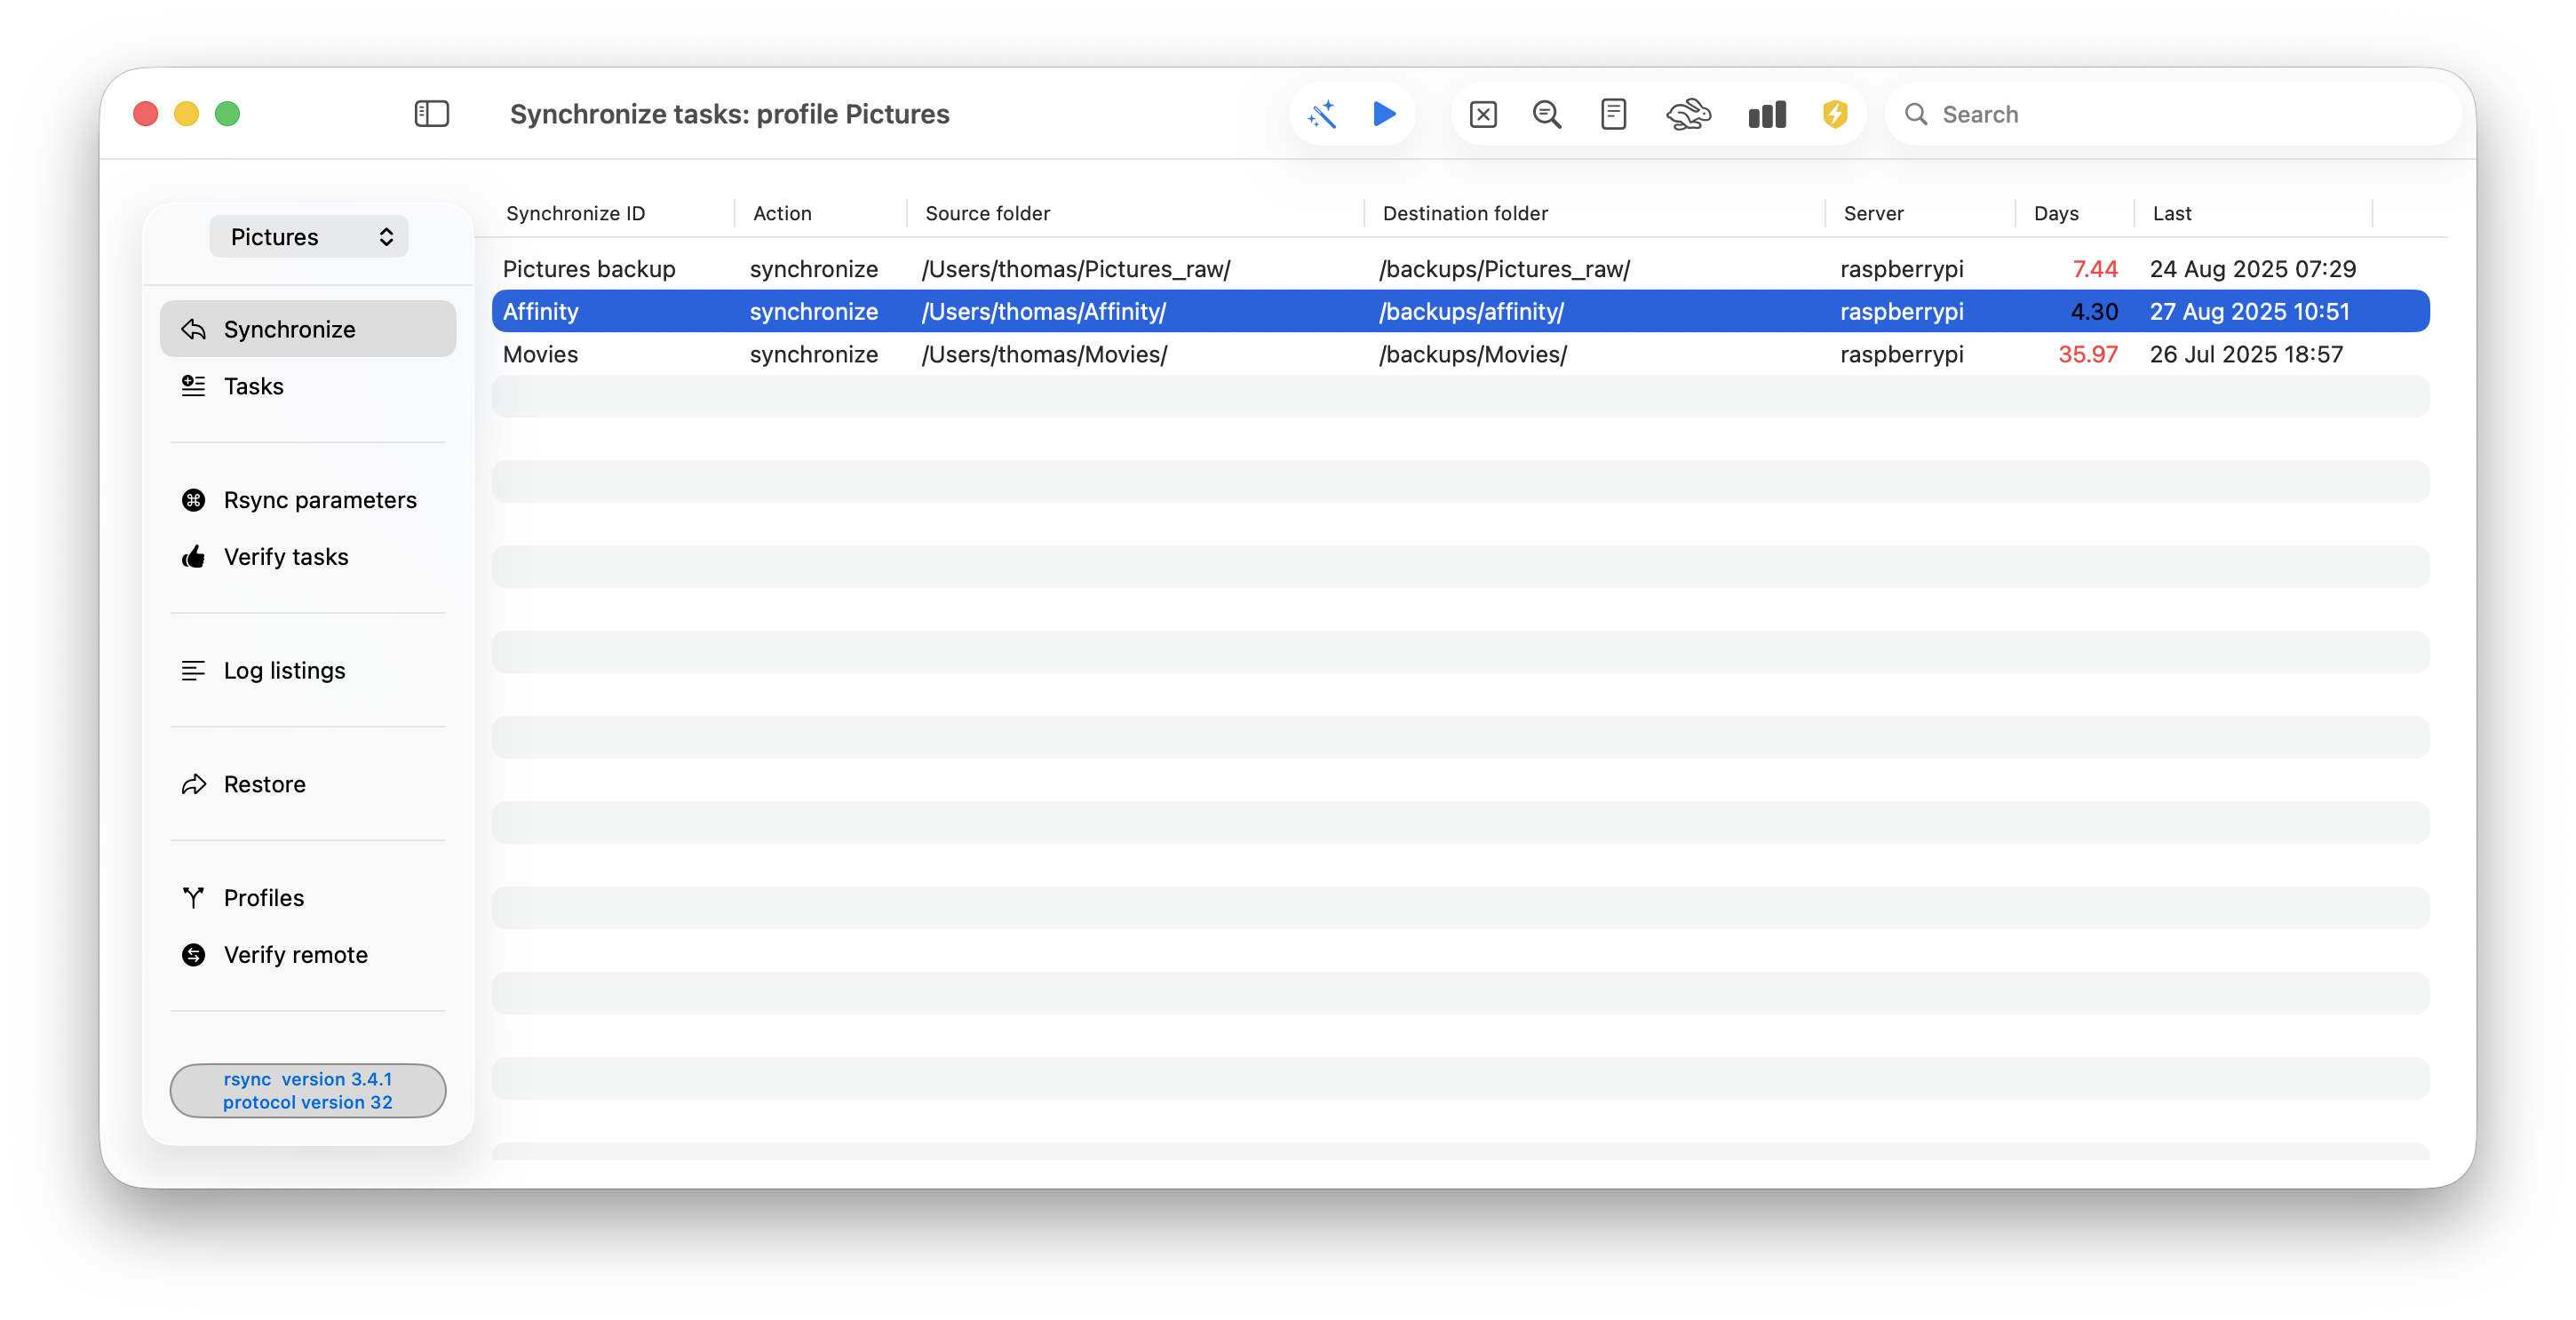 Synchronize tasks: profile Pictures
Search
Pictures
Synchronize
Tasks
Rsync parameters
Verify tasks
Log listings
Restore
Profiles
Verify remote
rsync  version 3.4.1
protocol version 32
Synchronize ID Action Source folder Destination folder Server Days Last
Pictures backup synchronize /Users/thomas/Pictures_raw/ /backups/Pictures_raw/ raspberrypi 7.44 24 Aug 2025 07:29
Affinity synchronize /Users/thomas/Affinity/ /backups/affinity/ raspberrypi 4.30 27 Aug 2025 10:51
Movies synchronize /Users/thomas/Movies/ /backups/Movies/ raspberrypi 35.97 26 Jul 2025 18:57